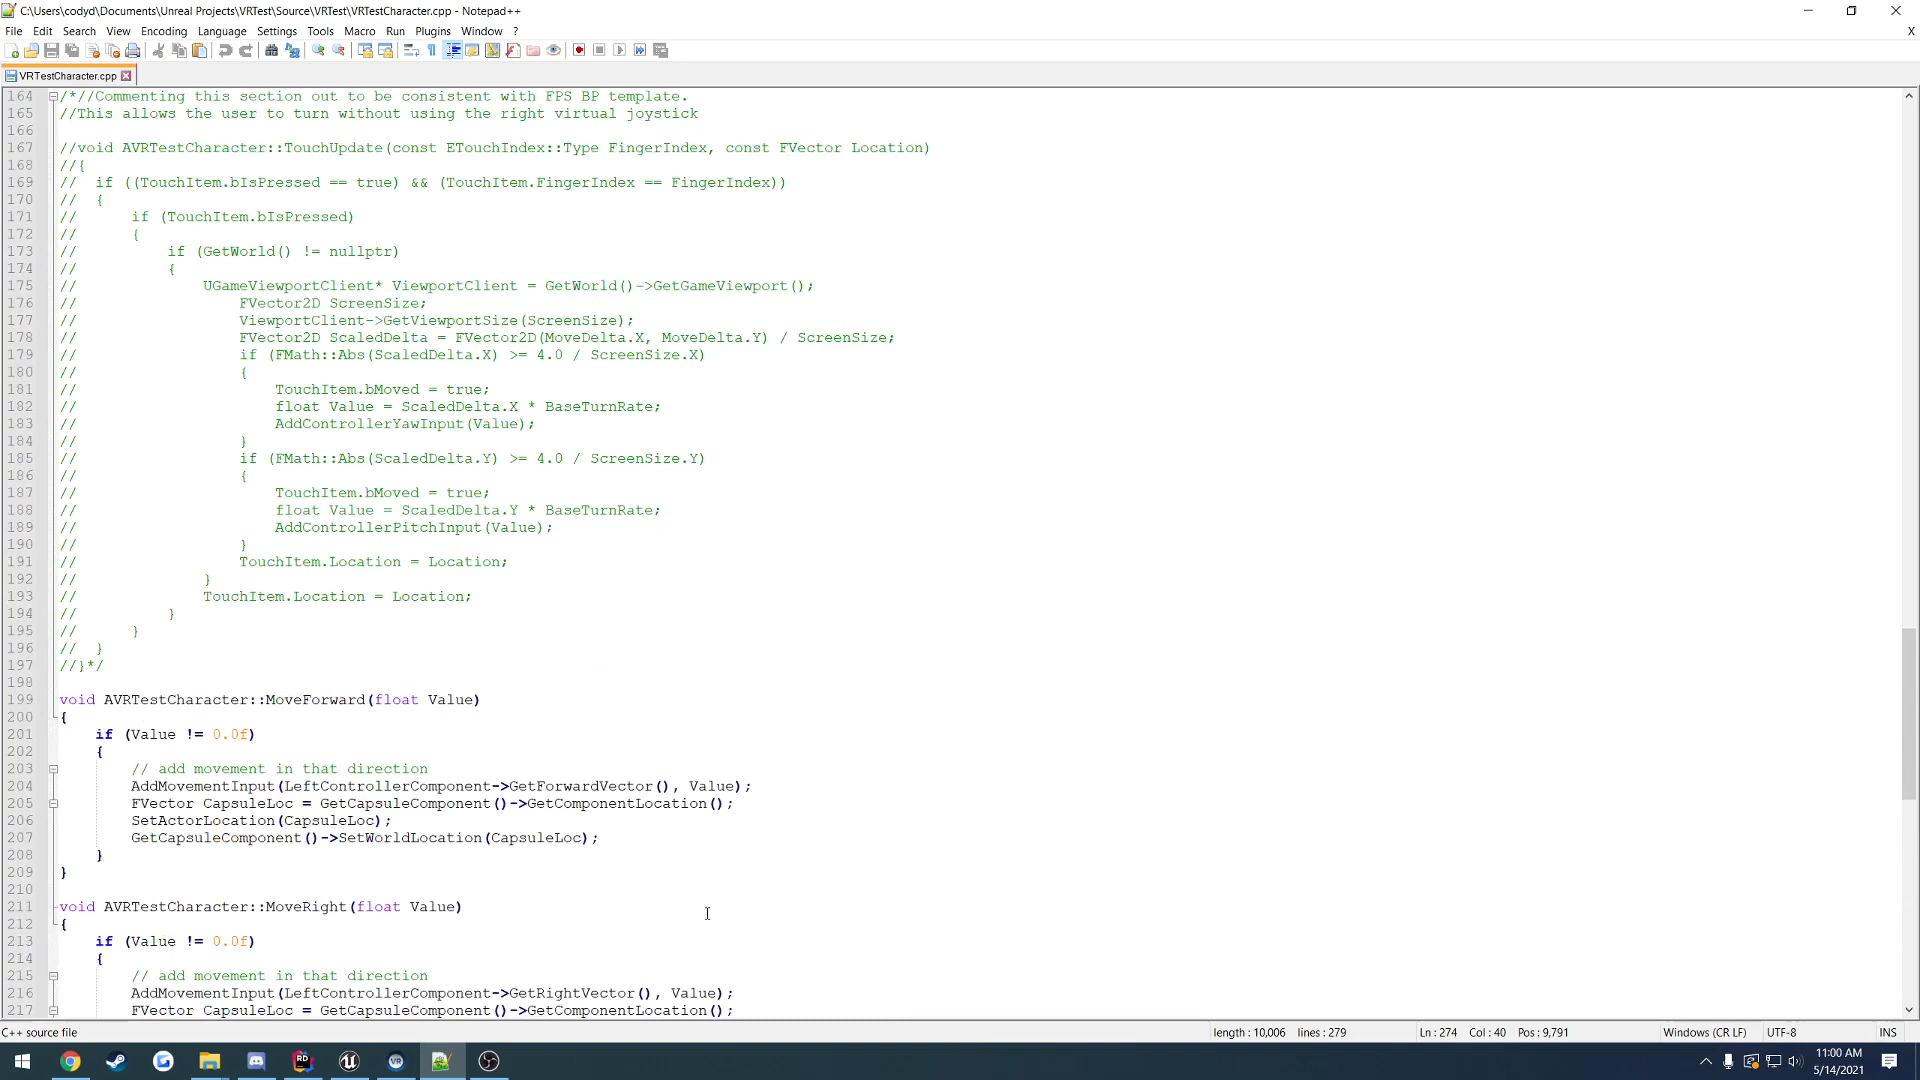 C:\Users\codyd\Documents\Unreal Projects\VRTest\Source\VRTest\VRTestCharacter.cpp - Notepad++
File Edit Search View Encoding Language Settings Tools Macro Run Plugins Window ? X
VRTestCharacter.cpp
164 /*//Commenting this section out to be consistent with FPS BP template.
165 //This allows the user to turn without using the right virtual joystick
166
167 //void AVRTestCharacter::TouchUpdate(const ETouchIndex::Type FingerIndex, const FVector Location)
168 //{
169 // if ((TouchItem.bIsPressed == true) && (TouchItem.FingerIndex == FingerIndex))
170 // {
171 // if (TouchItem.bIsPressed)
172 // {
173 // if (GetWorld() != nullptr)
174 // {
175 // UGameViewportClient* ViewportClient = GetWorld()->GetGameViewport();
176 // FVector2D ScreenSize;
177 // ViewportClient->GetViewportSize(ScreenSize);
178 // FVector2D ScaledDelta = FVector2D(MoveDelta.X, MoveDelta.Y) / ScreenSize;
179 // if (FMath::Abs(ScaledDelta.X) >= 4.0 / ScreenSize.X)
180 // {
181 // TouchItem.bMoved = true;
182 // float Value = ScaledDelta.X * BaseTurnRate;
183 // AddControllerYawInput(Value);
184 // }
185 // if (FMath::Abs(ScaledDelta.Y) >= 4.0 / ScreenSize.Y)
186 // {
187 // TouchItem.bMoved = true;
188 // float Value = ScaledDelta.Y * BaseTurnRate;
189 // AddControllerPitchInput(Value);
190 // }
191 // TouchItem.Location = Location;
192 // }
193 // TouchItem.Location = Location;
194 // }
195 // }
196 // }
197 //}*/
198
199 void AVRTestCharacter::MoveForward(float Value)
200 {
201 if (Value != 0.0f)
202 {
203 // add movement in that direction
204 AddMovementInput(LeftControllerComponent->GetForwardVector(), Value);
205 FVector CapsuleLoc = GetCapsuleComponent()->GetComponentLocation();
206 SetActorLocation(CapsuleLoc);
207 GetCapsuleComponent()->SetWorldLocation(CapsuleLoc);
208 }
209 }
210
211 void AVRTestCharacter::MoveRight(float Value)
212 {
213 if (Value != 0.0f)
214 {
215 // add movement in that direction
216 AddMovementInput(LeftControllerComponent->GetRightVector(), Value);
217 FVector CapsuleLoc = GetCapsuleComponent()->GetComponentLocation();
C++ source file length : 10,006 lines : 279 Ln : 274 Col : 40 Pos : 9,791 Windows (CR LF) UTF-8 INS
RD
VR
11:00 AM
5/14/2021